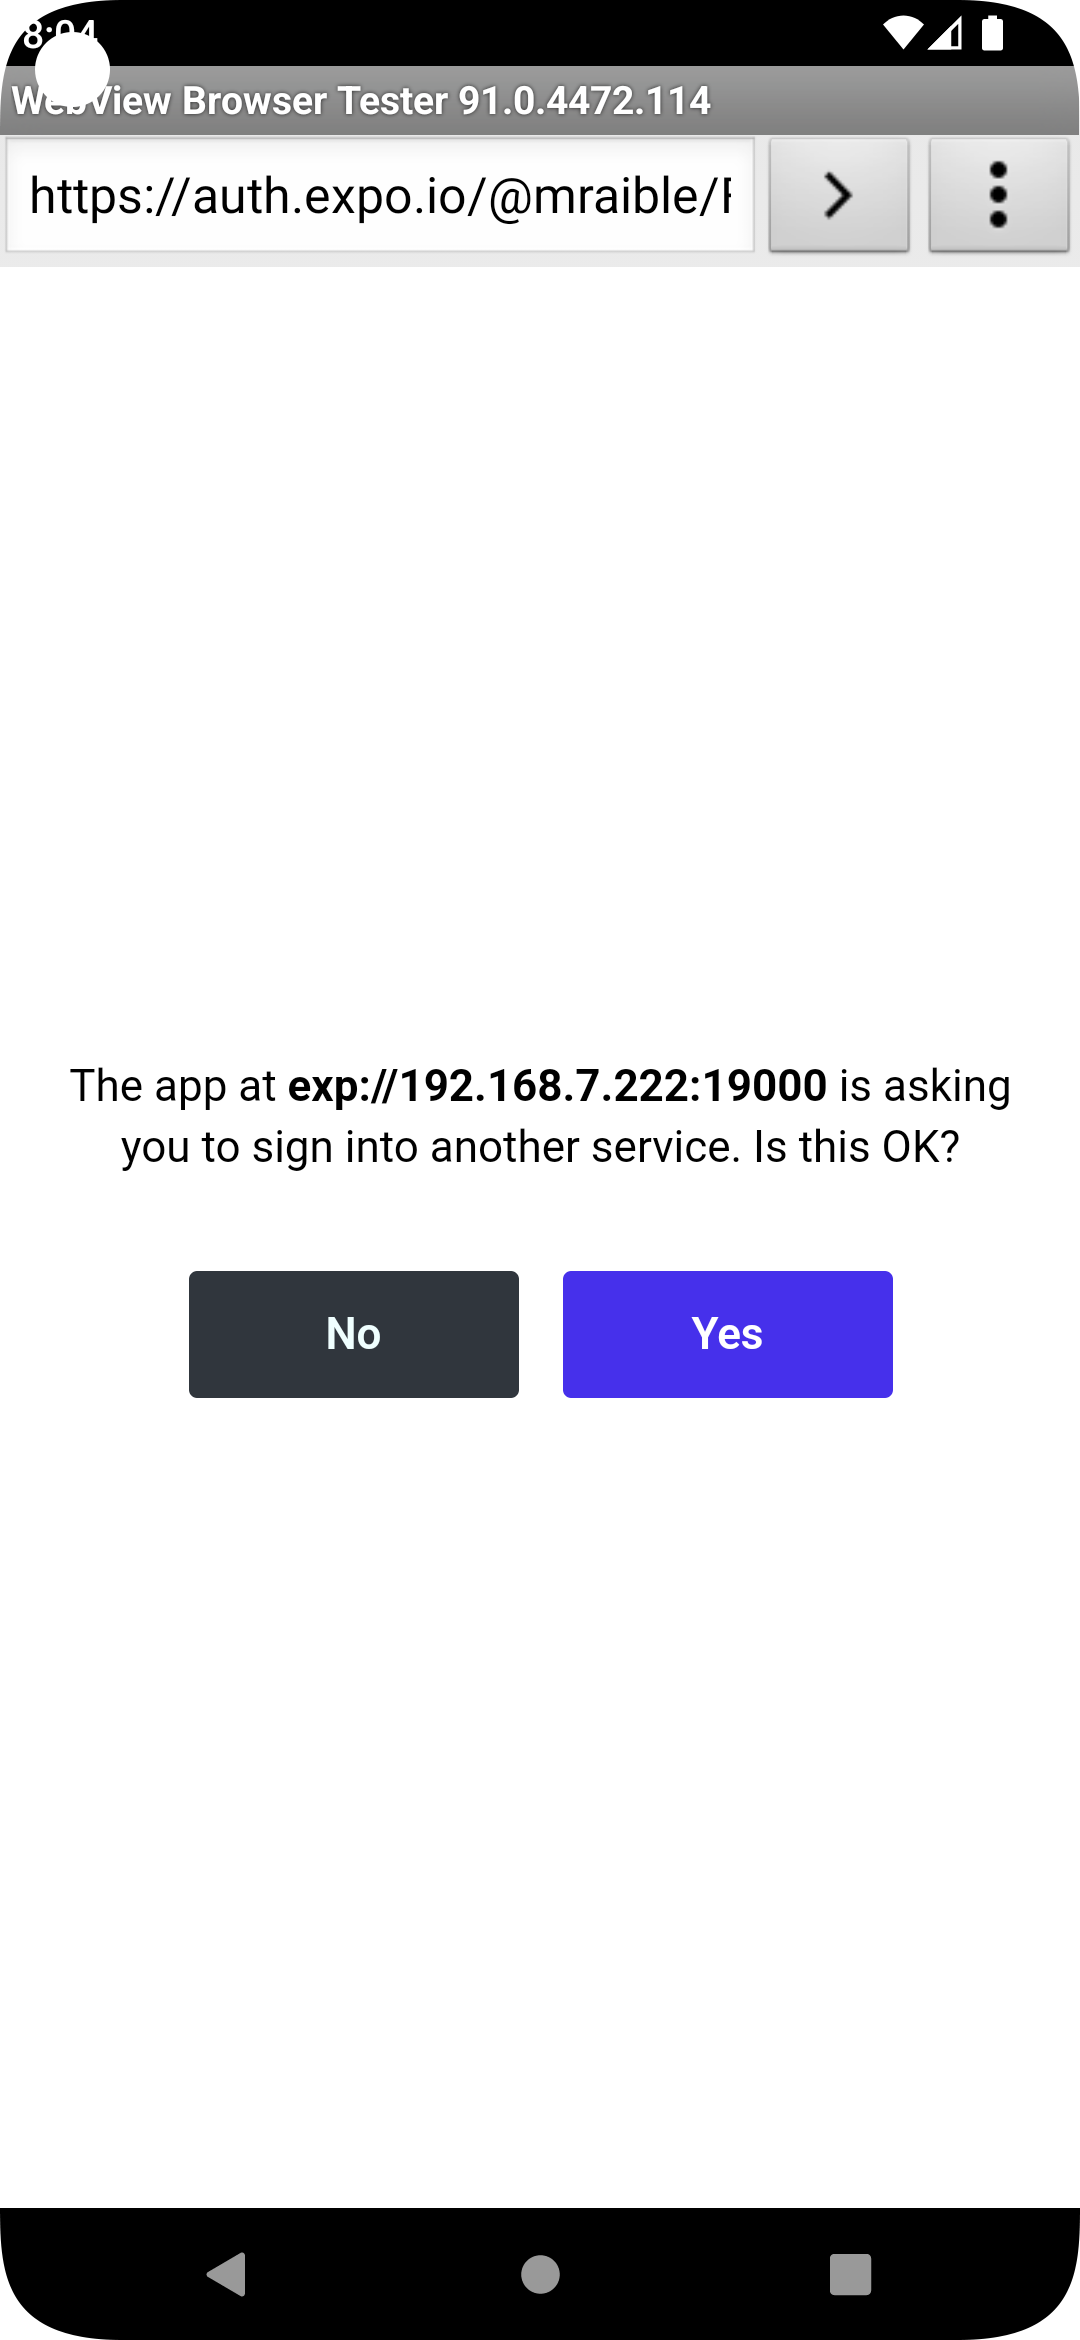 8:04
WebView Browser Tester 91.0.4472.114
https://auth.expo.io/@mraible/
The app at exp://192.168.7.222:19000 is asking
you to sign into another service. Is this OK?
No
Yes